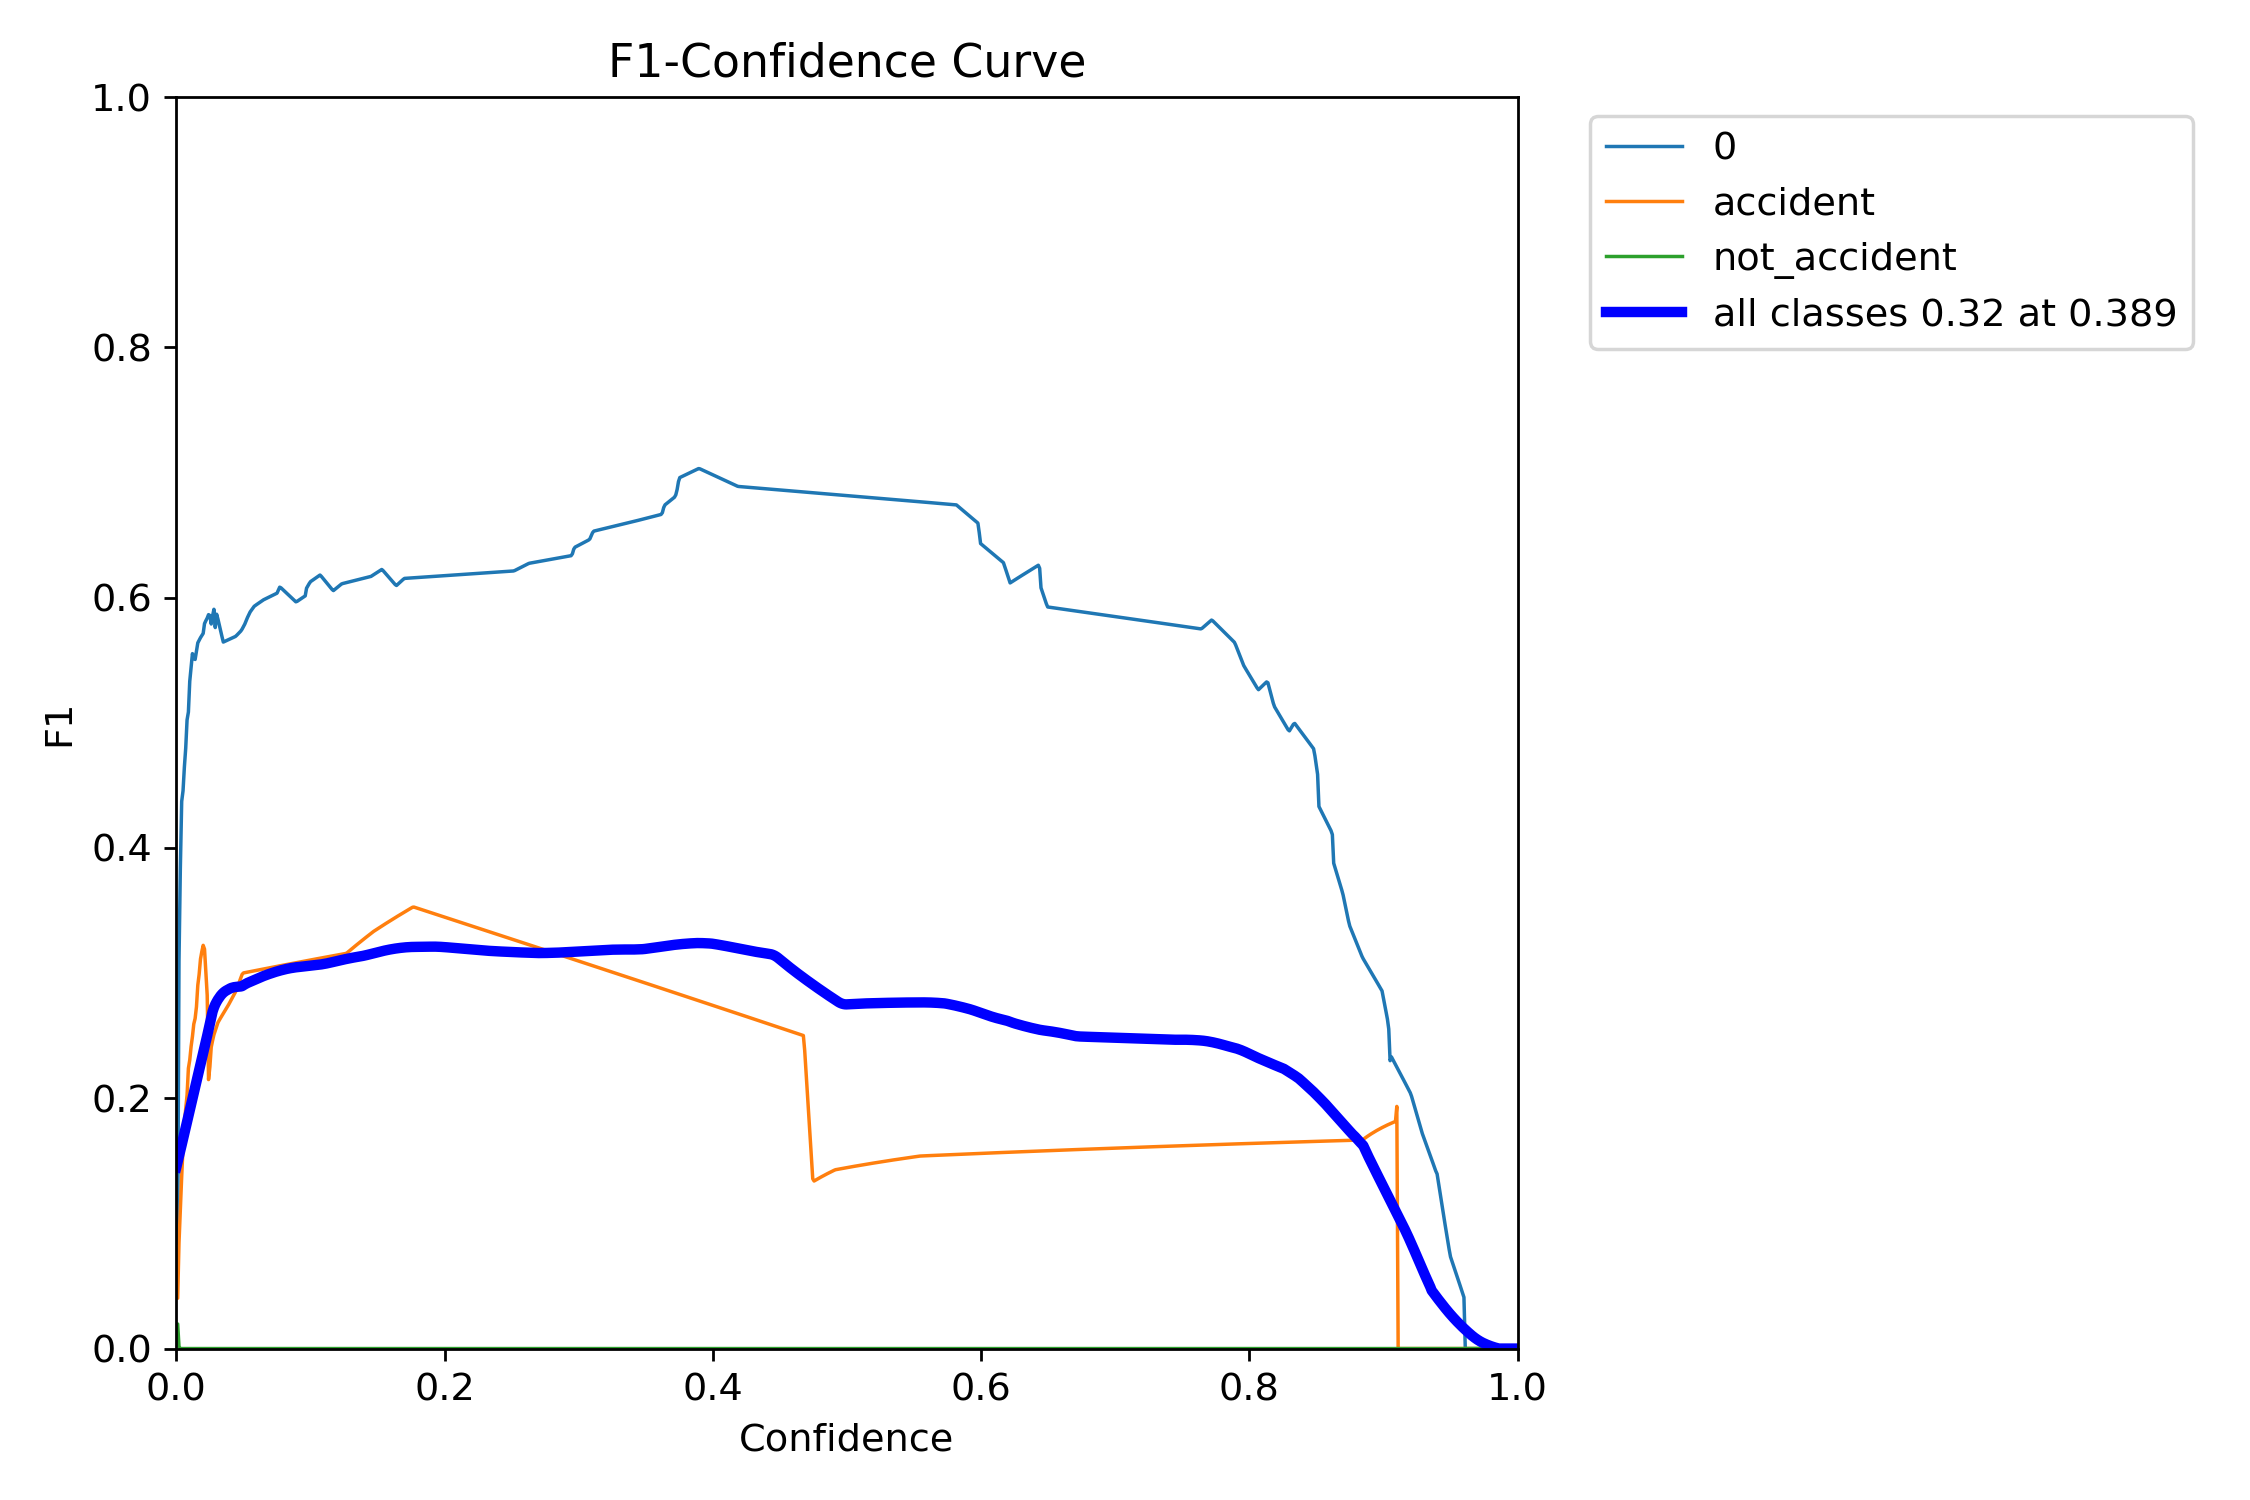 F1-Confidence Curve
1.0
0.8
0.6
0.4
0.2
0.0
F1
0.0 0.2 0.4 0.6 0.8 1.0
Confidence
0
accident
not_accident
all classes 0.32 at 0.389